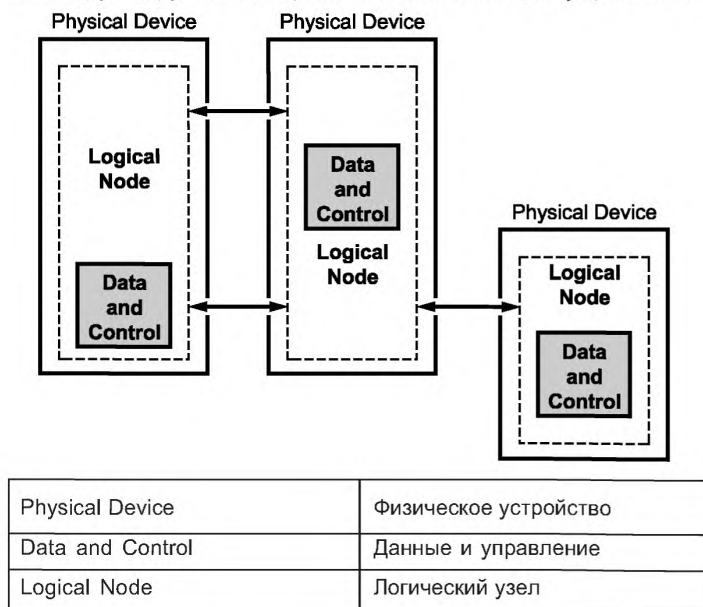 Physical Device
Physical Device
Logical
Node
Data
and
Control
Data
and
Control
Logical
Node
Physical Device
Logical
Node
Data
and
Control
Physical Device Физическое устройство
Data and Control Данные и управление
Logical Node Логический узел